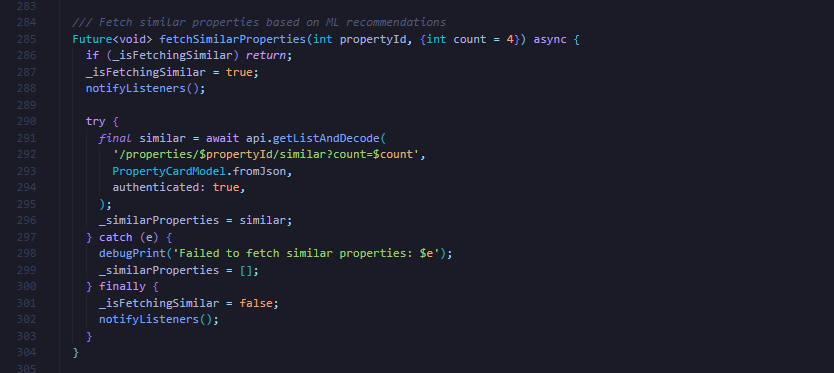 283
284 /// Fetch similar properties based on ML recommendations
285 Future<void> fetchSimilarProperties(int propertyId, {int count = 4}) async {
286 if (_isFetchingSimilar) return;
287 _isFetchingSimilar = true;
288 notifyListeners();
289
290 try {
291 final similar = await api.getListAndDecode(
292 '/properties/$propertyId/similar?count=$count',
293 PropertyCardModel.fromJson,
294 authenticated: true,
295 );
296 _similarProperties = similar;
297 } catch (e) {
298 debugPrint('Failed to fetch similar properties: $e');
299 _similarProperties = [];
300 } finally {
301 _isFetchingSimilar = false;
302 notifyListeners();
303 }
304 }
305